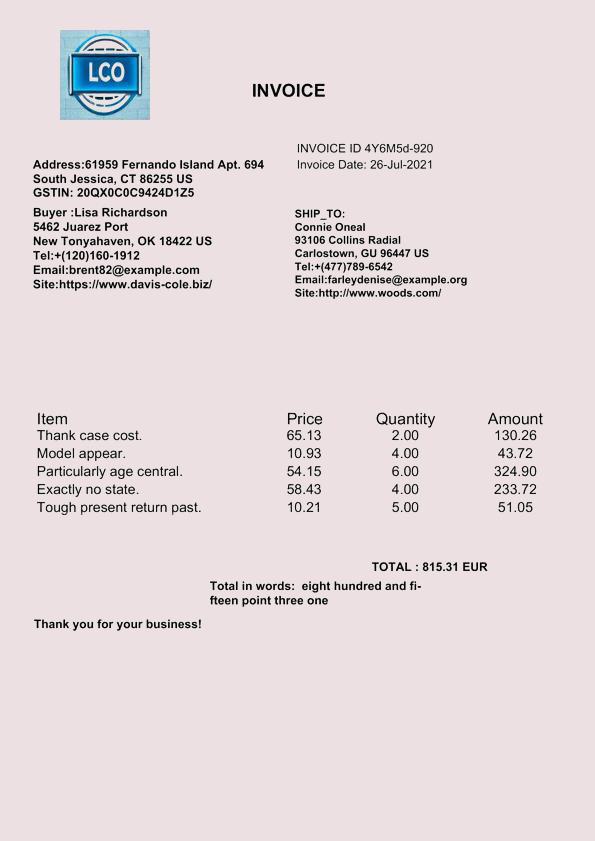 LCO
INVOICE
INVOICE ID 4Y6M5d-920
Invoice Date: 26-Jul-2021
Address:61959 Fernando Island Apt. 694
South Jessica, CT 86255 US
GSTIN: 20QX0C0C9424D1Z5
Buyer :Lisa Richardson
5462 Juarez Port
New Tonyahaven, OK 18422 US
Tel:+(120)160-1912
Email:brent82@example.com
Site:https://www.davis-cole.biz/
SHIP_TO:
Connie Oneal
93106 Collins Radial
Carlostown, GU 96447 US
Tel:+(477)789-6542
Email:farleydenise@example.org
Site:http://www.woods.com/
Item Price Quantity Amount
Thank case cost. 65.13 2.00 130.26
Model appear. 10.93 4.00 43.72
Particularly age central. 54.15 6.00 324.90
Exactly no state. 58.43 4.00 233.72
Tough present return past. 10.21 5.00 51.05
TOTAL : 815.31 EUR
Total in words: eight hundred and fi-
fteen point three one
Thank you for your business!